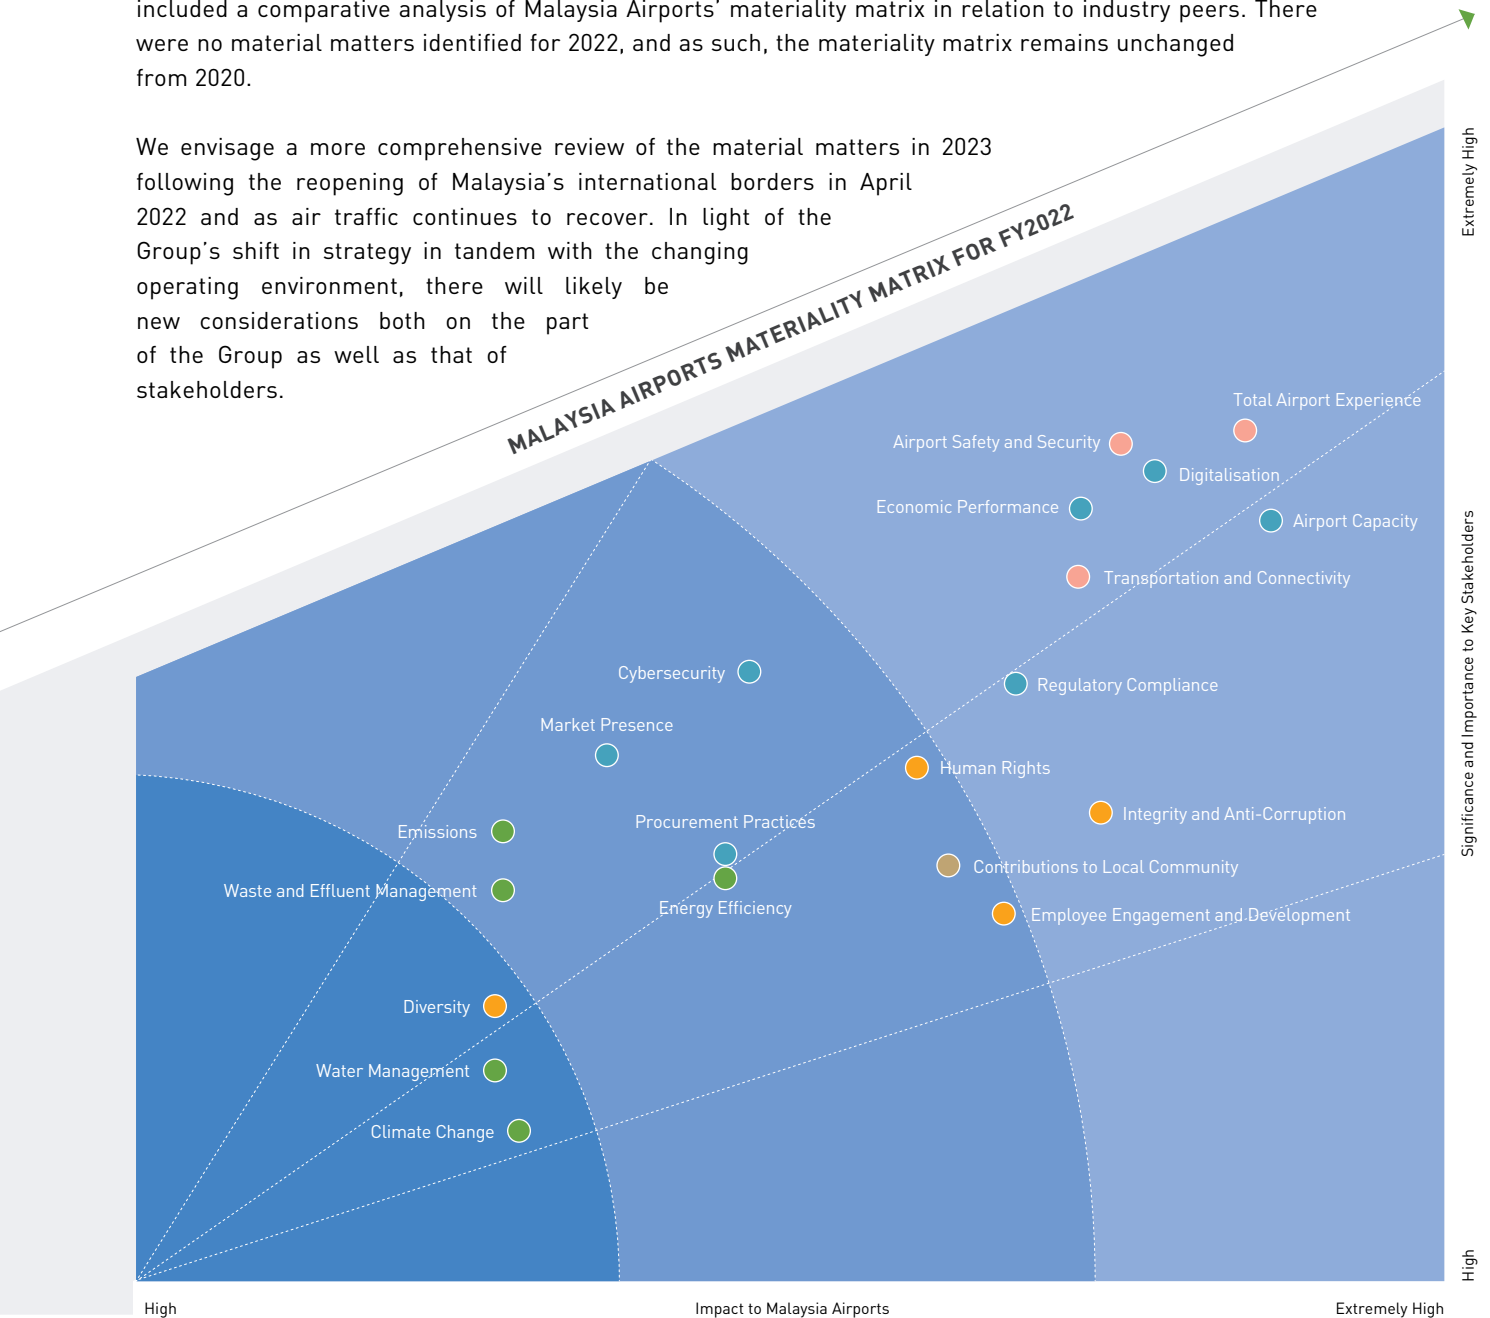 included a comparative analysis of Malaysia Airports’ materiality matrix in relation to industry peers. There
were no material matters identified for 2022, and as such, the materiality matrix remains unchanged
from 2020.
We envisage a more comprehensive review of the material matters in 2023
following the reopening of Malaysia’s international borders in April
2022 and as air traffic continues to recover. In light of the
Group’s shift in strategy in tandem with the changing
operating environment, there will likely be
new considerations both on the part
of the Group as well as that of
stakeholders.
MALAYSIA AIRPORTS MATERIALITY MATRIX FOR FY2022
Extremely High
Significance and Importance to Key Stakeholders
High
Total Airport Experience
Airport Safety and Security
Digitalisation
Economic Performance
Airport Capacity
Transportation and Connectivity
Cybersecurity
Regulatory Compliance
Market Presence
Human Rights
Integrity and Anti-Corruption
Procurement Practices
Emissions
Contributions to Local Community
Waste and Effluent Management
Energy Efficiency
Employee Engagement and Development
Diversity
Water Management
Climate Change
High
Impact to Malaysia Airports
Extremely High